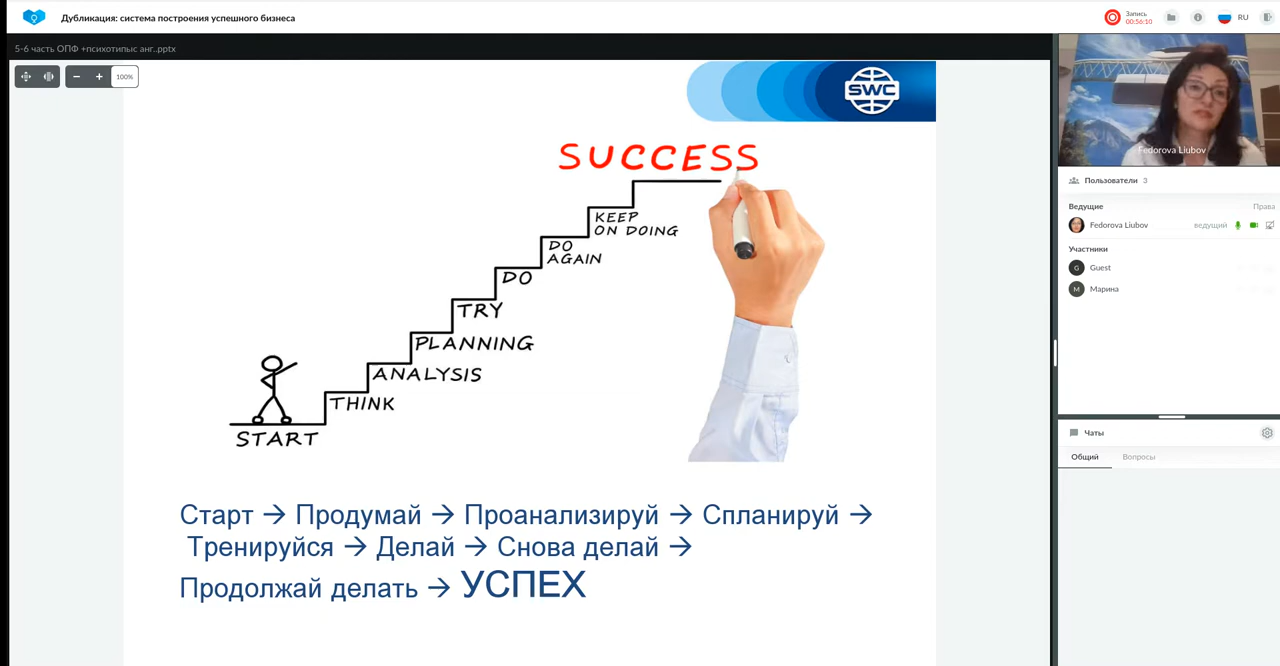 Дубликация: система построения успешного бизнеса
Запись
00:56:10
RU
5-6 часть ОПФ +психотипыс анг..pptx
100%
SWC
SUCCESS
KEEP
ON DOING
DO
AGAIN
DO
TRY
PLANNING
ANALYSIS
THINK
START
Старт → Продумай → Проанализируй → Спланируй →
Тренируйся → Делай → Снова делай →
Продолжай делать → УСПЕХ
Fedorova Liubov
Пользователи 3
Ведущие Права
Fedorova Liubov ведущий
Участники
G Guest
М Марина
Чаты
Общий Вопросы